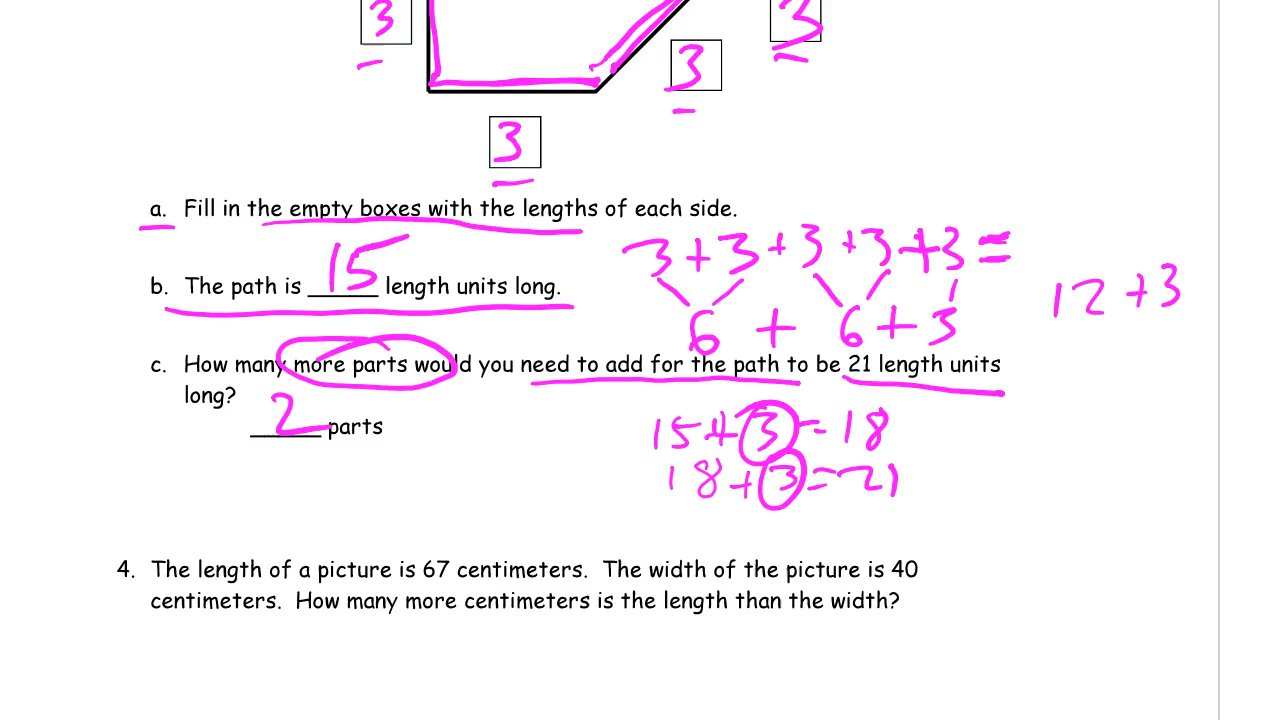 3
3
3
3
a. Fill in the empty boxes with the lengths of each side.
3 + 3 + 3 + 3 + 3 =
b. The path is 15 length units long.
12 + 3
6 + 6 + 3
c. How many more parts would you need to add for the path to be 21 length units
long?
2 parts
15 + 3 = 18
18 + 3 = 21
4. The length of a picture is 67 centimeters. The width of the picture is 40
centimeters. How many more centimeters is the length than the width?